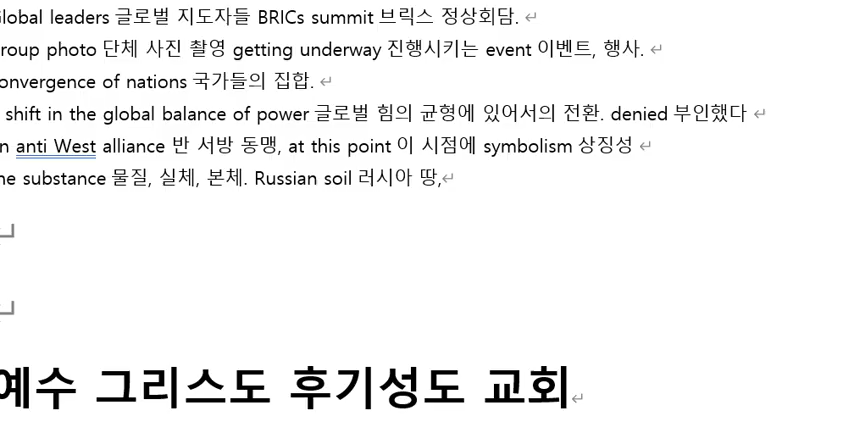 Global leaders 글로벌 지도자들 BRICs summit 브릭스 정상회담.
roup photo 단체 사진 촬영 getting underway 진행시키는 event 이벤트, 행사.
onvergence of nations 국가들의 집합.
shift in the global balance of power 글로벌 힘의 균형에 있어서의 전환. denied 부인했다
n anti West alliance 반 서방 동맹, at this point 이 시점에 symbolism 상징성
he substance 물질, 실체, 본체. Russian soil 러시아 땅,
예수 그리스도 후기성도 교회